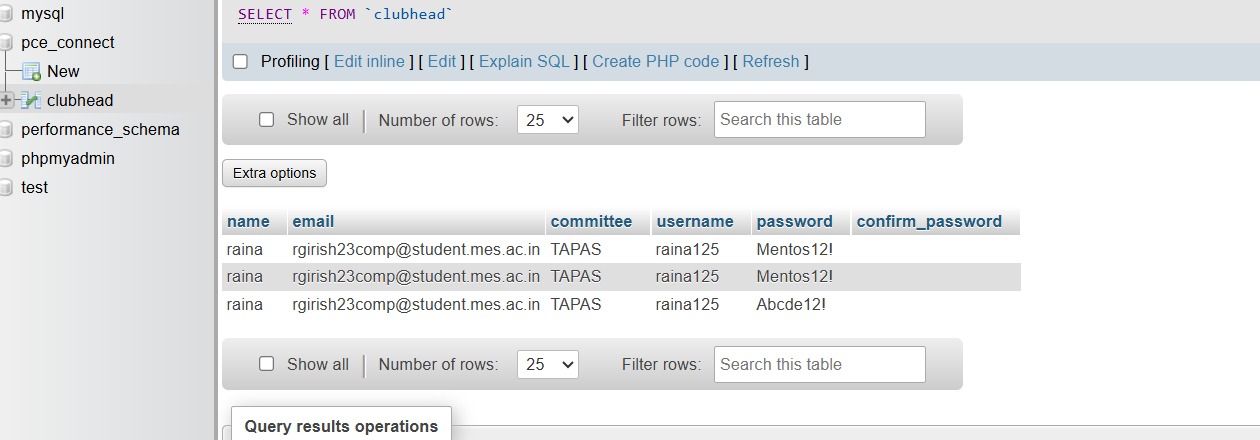 mysql
pce_connect
New
clubhead
performance_schema
phpmyadmin
test
SELECT * FROM `clubhead`
Profiling [ Edit inline ] [ Edit ] [ Explain SQL ] [ Create PHP code ] [ Refresh ]
Show all Number of rows: 25 Filter rows: Search this table
Extra options
name email committee username password confirm_password
raina rgirish23comp@student.mes.ac.in TAPAS raina125 Mentos12!
raina rgirish23comp@student.mes.ac.in TAPAS raina125 Mentos12!
raina rgirish23comp@student.mes.ac.in TAPAS raina125 Abcde12!
Show all Number of rows: 25 Filter rows: Search this table
Query results operations